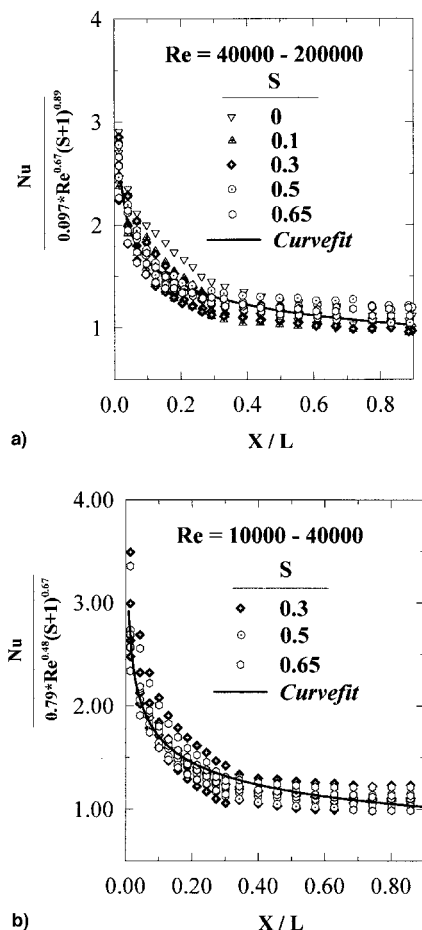 4
Re = 40000 - 200000
S
0
0.1
0.3
0.5
0.65
Curvefit
3
2
1
Nu
0.097*Re^0.67(S+1)^0.89
0.0 0.2 0.4 0.6 0.8
X / L
a)
4.00
Re = 10000 - 40000
S
0.3
0.5
0.65
Curvefit
3.00
2.00
1.00
Nu
0.79*Re^0.48(S+1)^0.67
0.00 0.20 0.40 0.60 0.80
X / L
b)